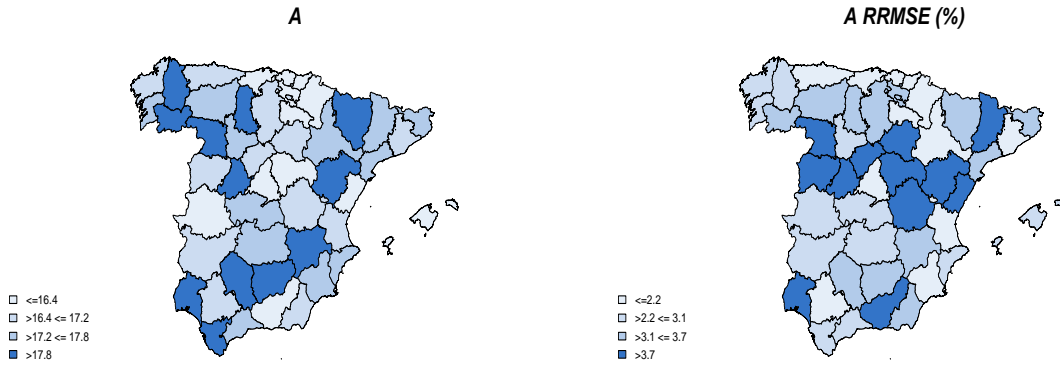 A
A RRMSE (%)
<=16.4
>16.4 <= 17.2
>17.2 <= 17.8
>17.8
<=2.2
>2.2 <= 3.1
>3.1 <= 3.7
>3.7